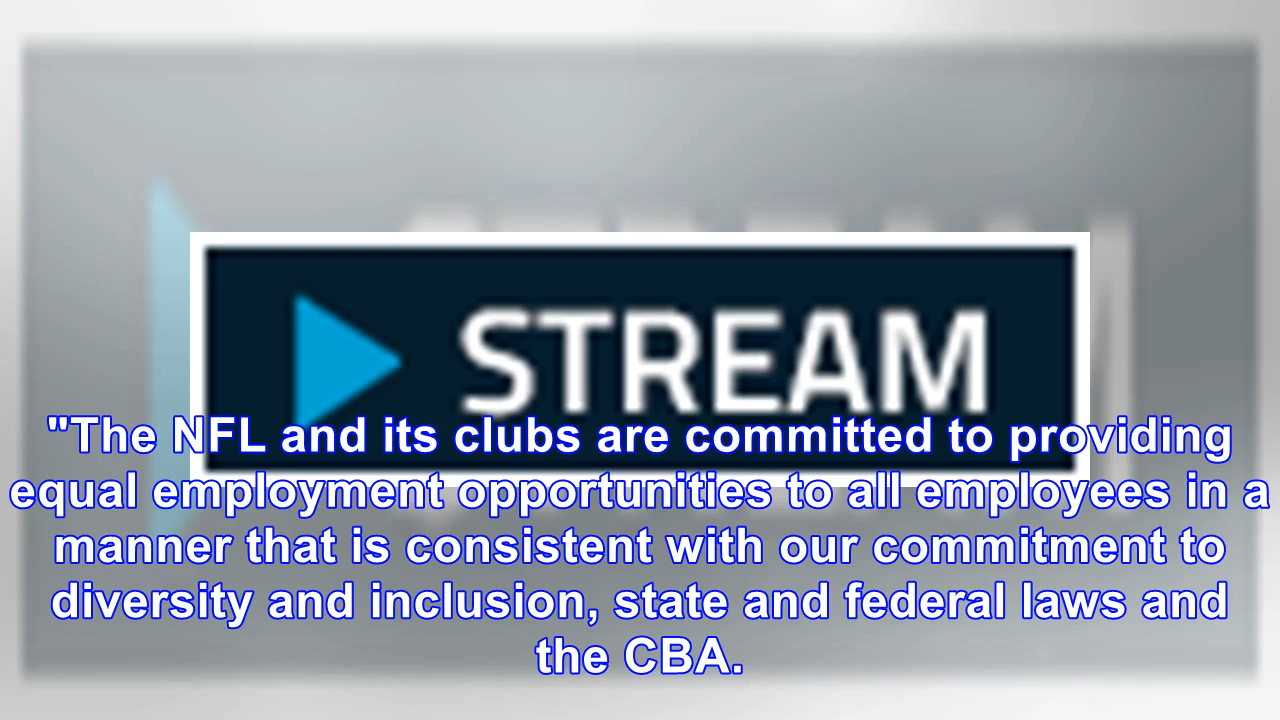 STREAM
"The NFL and its clubs are committed to providing
equal employment opportunities to all employees in a
manner that is consistent with our commitment to
diversity and inclusion, state and federal laws and
the CBA.